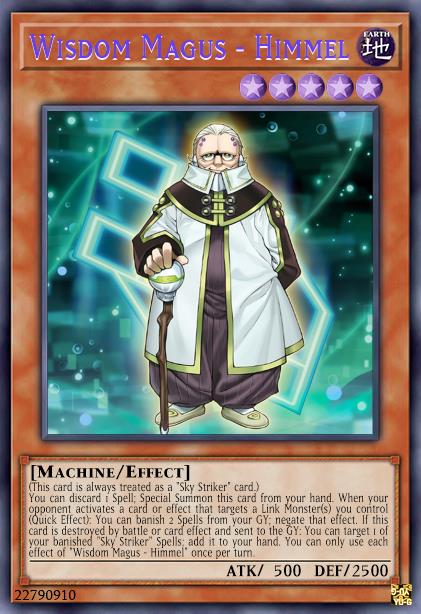 Wisdom Magus - Himmel
EARTH
地
[Machine/Effect]
(This card is always treated as a "Sky Striker" card.)
You can discard 1 Spell; Special Summon this card from your hand. When your
opponent activates a card or effect that targets a Link Monster(s) you control
(Quick Effect): You can banish 2 Spells from your GY; negate that effect. If this
card is destroyed by battle or card effect and sent to the GY: You can target 1 of
your banished "Sky Striker" Spells; add it to your hand. You can only use each
effect of "Wisdom Magus - Himmel" once per turn.
ATK/ 500 DEF/2500
22790910